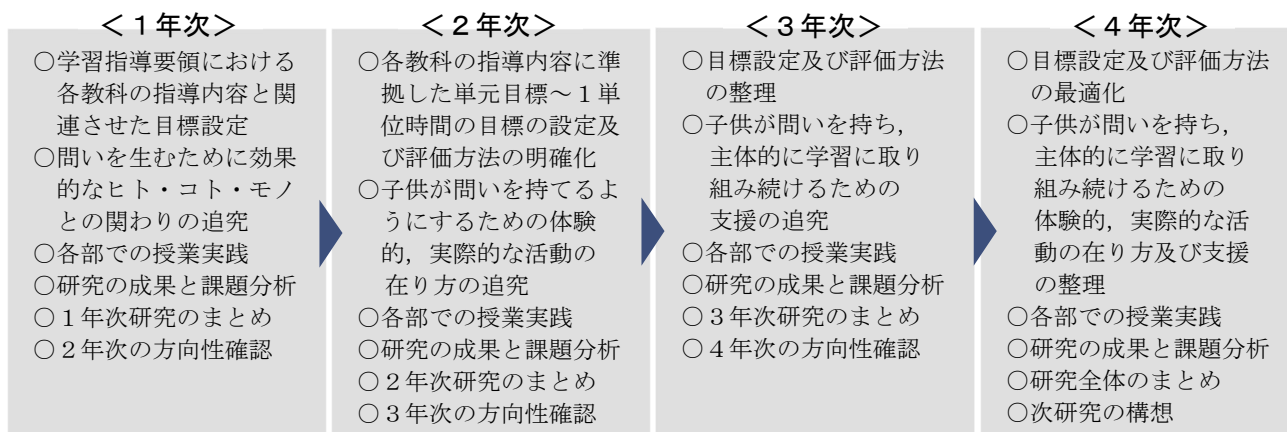 <１年次>
○学習指導要領における
各教科の指導内容と関
連させた目標設定
○問いを生むために効果
的なヒト・コト・モノ
との関わりの追究
○各部での授業実践
○研究の成果と課題分析
○１年次研究のまとめ
○２年次の方向性確認
<２年次>
○各教科の指導内容に準
拠した単元目標～１単
位時間の目標の設定及
び評価方法の明確化
○子供が問いを持てるよ
うにするための体験
的，実際的な活動の
在り方の追究
○各部での授業実践
○研究の成果と課題分析
○２年次研究のまとめ
○３年次の方向性確認
<３年次>
○目標設定及び評価方法
の整理
○子供が問いを持ち，
主体的に学習に取り
組み続けるための
支援の追究
○各部での授業実践
○研究の成果と課題分析
○３年次研究のまとめ
○４年次の方向性確認
<４年次>
○目標設定及び評価方法
の最適化
○子供が問いを持ち，
主体的に学習に取り
組み続けるための
体験的，実際的な活
動の在り方及び支援
の整理
○各部での授業実践
○研究の成果と課題分析
○研究全体のまとめ
○次研究の構想